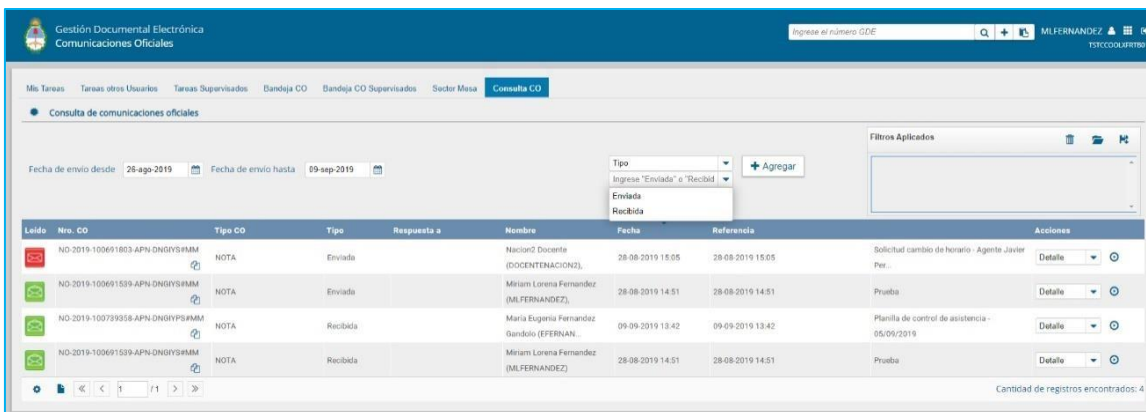 Gestión Documental Electrónica
Comunicaciones Oficiales
Ingrese el número GDE
MLFERNANDEZ
Mis Tareas Tareas otros Usuarios Tareas Supervisados Bandeja CO Bandeja CO Supervisados Sector Mesa Consulta CO
Consulta de comunicaciones oficiales
Filtros Aplicados
Fecha de envío desde 26-ago-2019 Fecha de envío hasta 09-sep-2019
Tipo
Agregar
Ingrese "Enviada" o "Recibid
Enviada
Recibida
Leido Nro. CO Tipo CO Tipo Respuesta a Nombre Fecha Referencia Acciones
NO-2019-100691803-APN-DNGIYS#MM NOTA Enviada Nacion2 Docente (DOCENTENACION2), 28-08-2019 15:05 28-08-2019 15:05 Solicitud cambio de horario - Agente Javier Per... Detalle
NO-2019-100691539-APN-DNGIYS#MM NOTA Enviada Miriam Lorena Fernandez (MLFERNANDEZ), 28-08-2019 14:51 28-08-2019 14:51 Prueba Detalle
NO-2019-100739358-APN-DNGIYPS#MM NOTA Recibida Maria Eugenia Fernandez Gandolo (EFERNAN... 09-09-2019 13:42 09-09-2019 13:42 Planilla de control de asistencia - 05/09/2019 Detalle
NO-2019-100691539-APN-DNGIYS#MM NOTA Recibida Miriam Lorena Fernandez (MLFERNANDEZ) 28-08-2019 14:51 28-08-2019 14:51 Prueba Detalle
1 /1
Cantidad de registros encontrados: 4